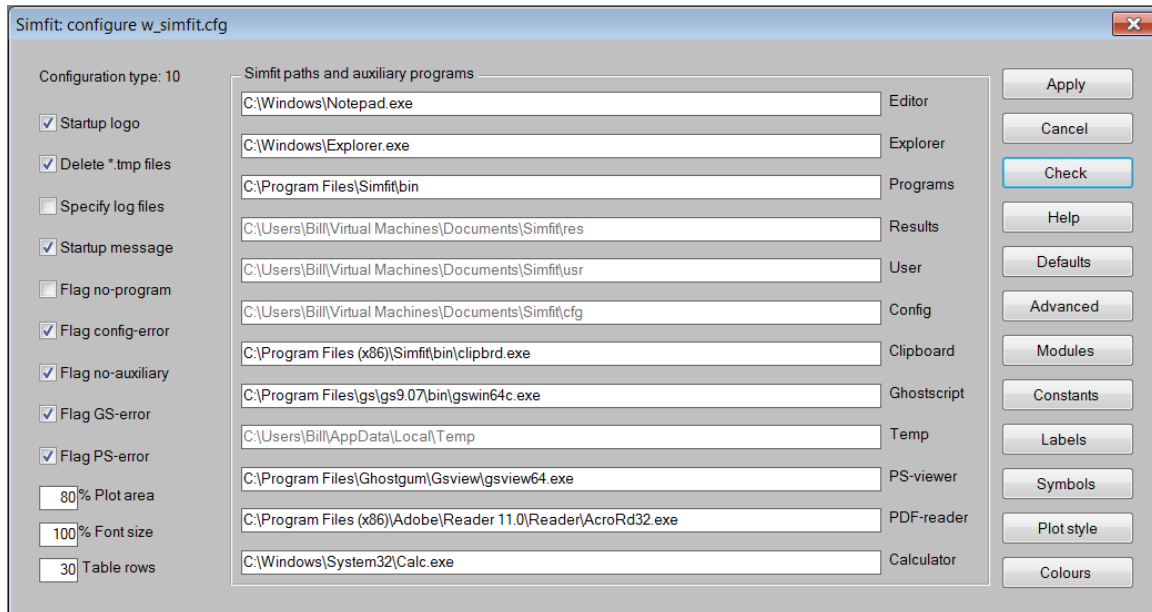 Simfit: configure w_simfit.cfg
Configuration type: 10
Startup logo
Delete *.tmp files
Specify log files
Startup message
Flag no-program
Flag config-error
Flag no-auxiliary
Flag GS-error
Flag PS-error
80 % Plot area
100 % Font size
30 Table rows
Simfit paths and auxiliary programs
C:\Windows\Notepad.exe Editor
C:\Windows\Explorer.exe Explorer
C:\Program Files\Simfit\bin Programs
C:\Users\Bill\Virtual Machines\Documents\Simfit\res Results
C:\Users\Bill\Virtual Machines\Documents\Simfit\usr User
C:\Users\Bill\Virtual Machines\Documents\Simfit\cfg Config
C:\Program Files (x86)\Simfit\bin\clipbrd.exe Clipboard
C:\Program Files\gs\gs9.07\bin\gswin64c.exe Ghostscript
C:\Users\Bill\AppData\Local\Temp Temp
C:\Program Files\Ghostgum\Gsview\gsview64.exe PS-viewer
C:\Program Files (x86)\Adobe\Reader 11.0\Reader\AcroRd32.exe PDF-reader
C:\Windows\System32\Calc.exe Calculator
Apply
Cancel
Check
Help
Defaults
Advanced
Modules
Constants
Labels
Symbols
Plot style
Colours